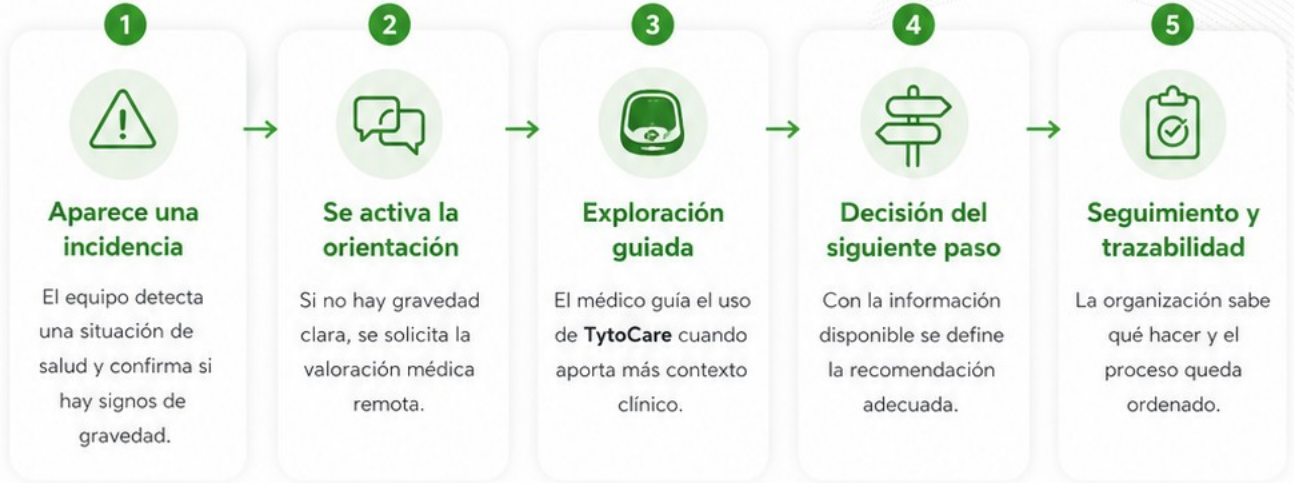 1
Aparece una
incidencia
El equipo detecta
una situación de
salud y confirma si
hay signos de
gravedad.
2
Se activa la
orientación
Si no hay gravedad
clara, se solicita la
valoración médica
remota.
3
Exploración
guiada
El médico guía el uso
de TytoCare cuando
aporta más contexto
clínico.
4
Decisión del
siguiente paso
Con la información
disponible se define
la recomendación
adecuada.
5
Seguimiento y
trazabilidad
La organización sabe
qué hacer y el
proceso queda
ordenado.